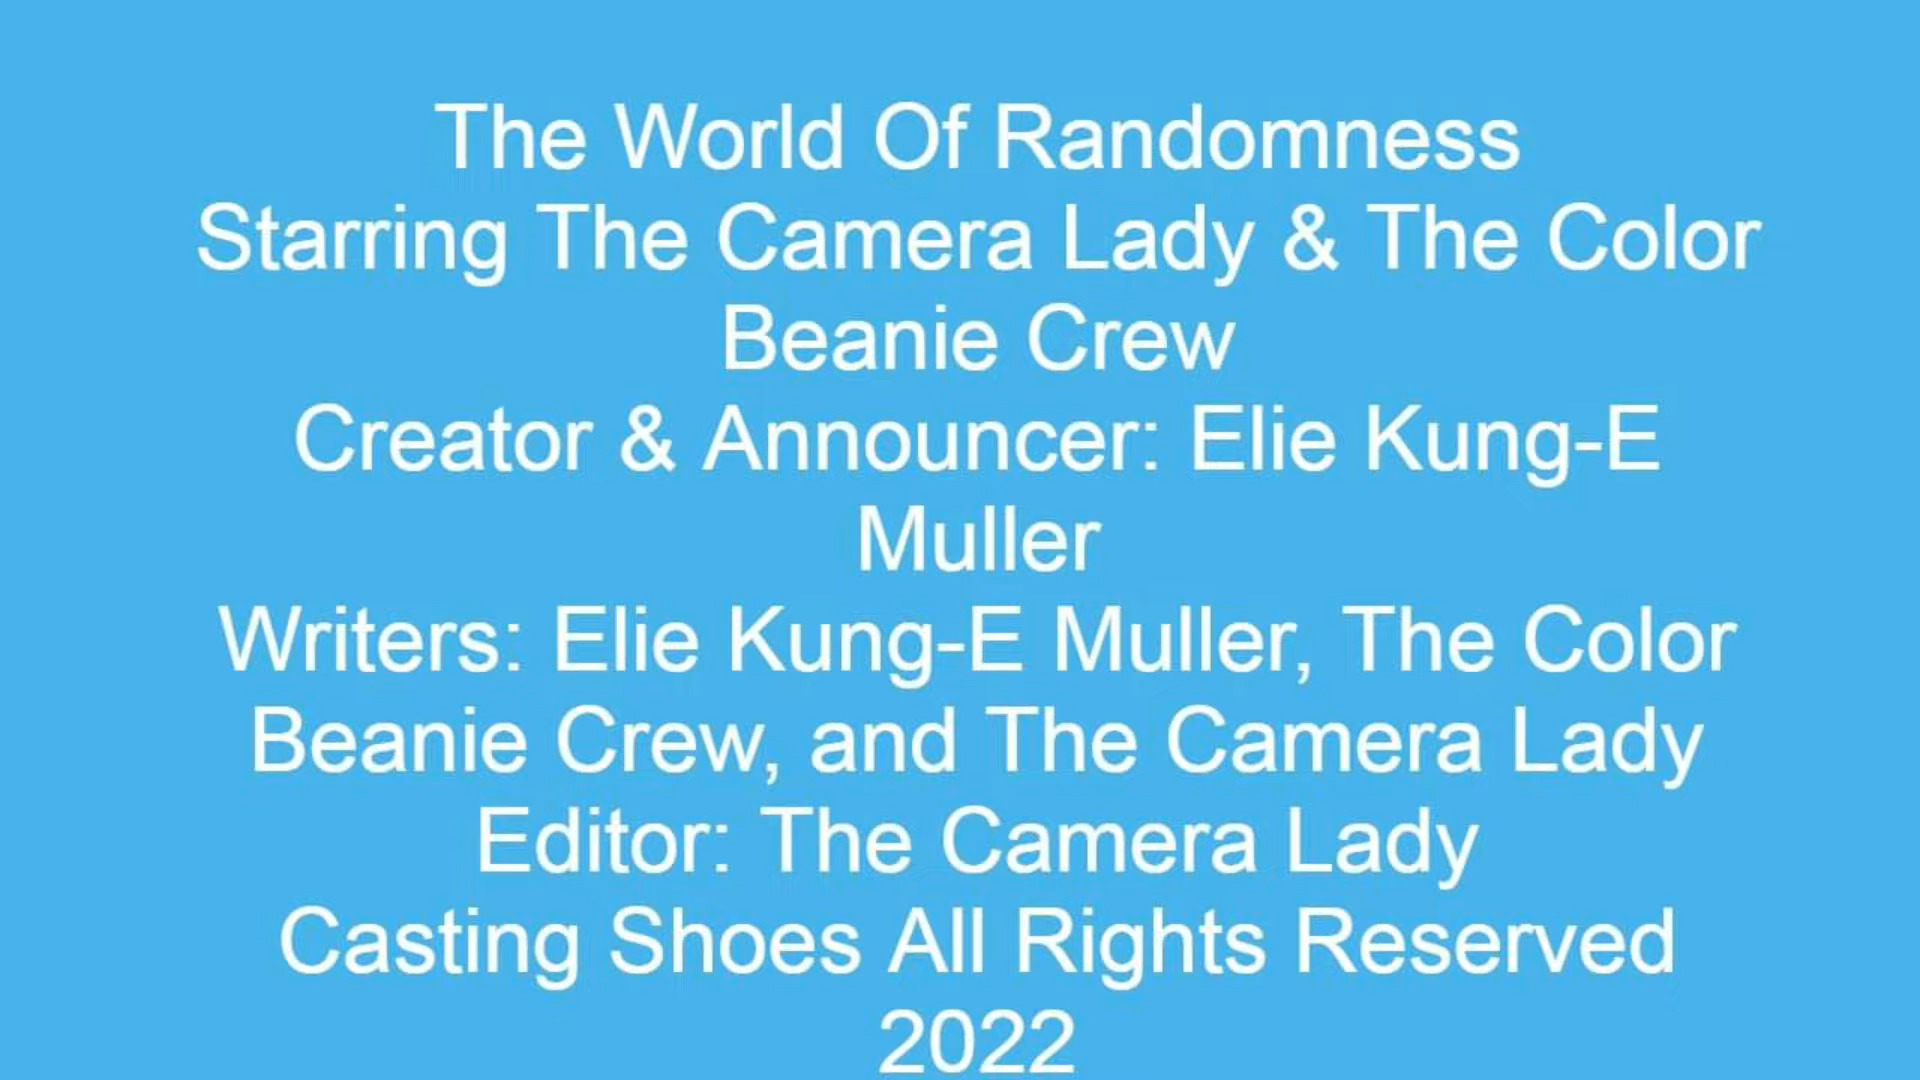 The World Of Randomness
Starring The Camera Lady & The Color
Beanie Crew
Creator & Announcer: Elie Kung-E
Muller
Writers: Elie Kung-E Muller, The Color
Beanie Crew, and The Camera Lady
Editor: The Camera Lady
Casting Shoes All Rights Reserved
2022